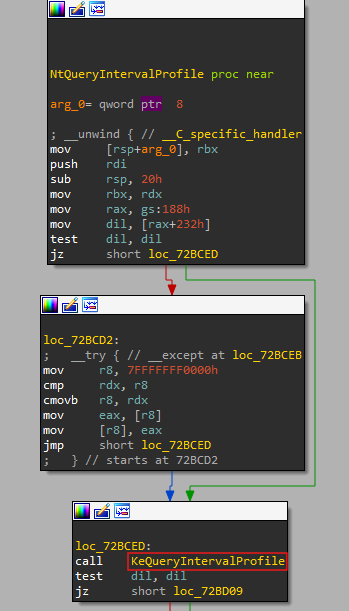 NtQueryIntervalProfile proc near
arg_0= qword ptr  8
; __unwind { // __C_specific_handler
mov     [rsp+arg_0], rbx
push    rdi
sub     rsp, 20h
mov     rbx, rdx
mov     rax, gs:188h
mov     dil, [rax+232h]
test    dil, dil
jz      short loc_72BCED
loc_72BCD2:
;   __try { // __except at loc_72BCEB
mov     r8, 7FFFFFFF0000h
cmp     rdx, r8
cmovb   r8, rdx
mov     eax, [r8]
mov     [r8], eax
jmp     short loc_72BCED
;   } // starts at 72BCD2
loc_72BCED:
call    KeQueryIntervalProfile
test    dil, dil
jz      short loc_72BD09